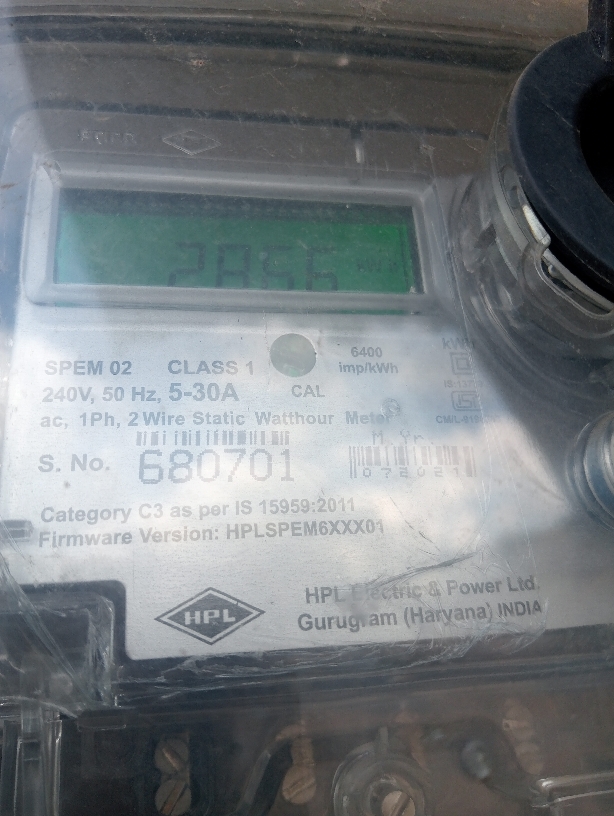 2866
SPEM 02 CLASS 1 6400
imp/kWh
240V, 50 Hz, 5-30A CAL
ac, 1Ph, 2 Wire Static Watthour Meter
M. Yr.
S. No. 680701 072021
Category C3 as per IS 15959:2011
Firmware Version: HPLSPEM6XXX01
HPL
HPL Electric & Power Ltd.
Gurugram (Haryana) INDIA